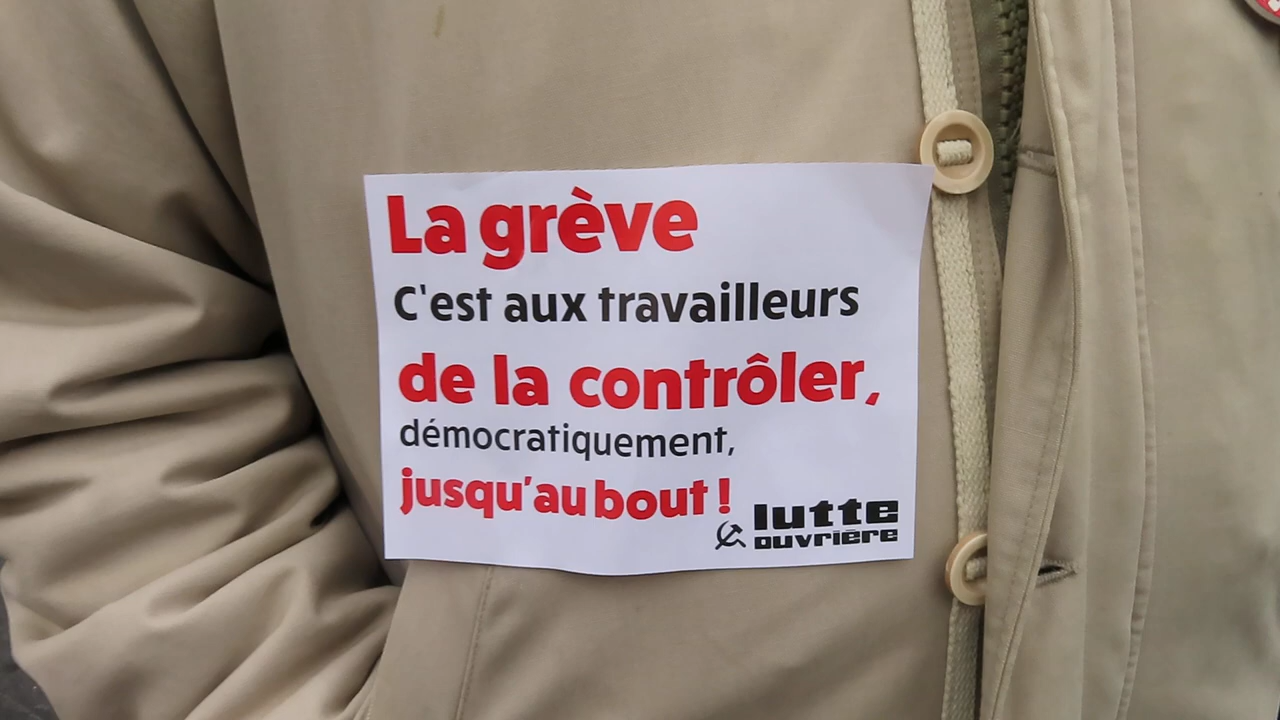 La grève
C'est aux travailleurs
de la contrôler,
démocratiquement,
jusqu'au bout !
lutte
ouvrière